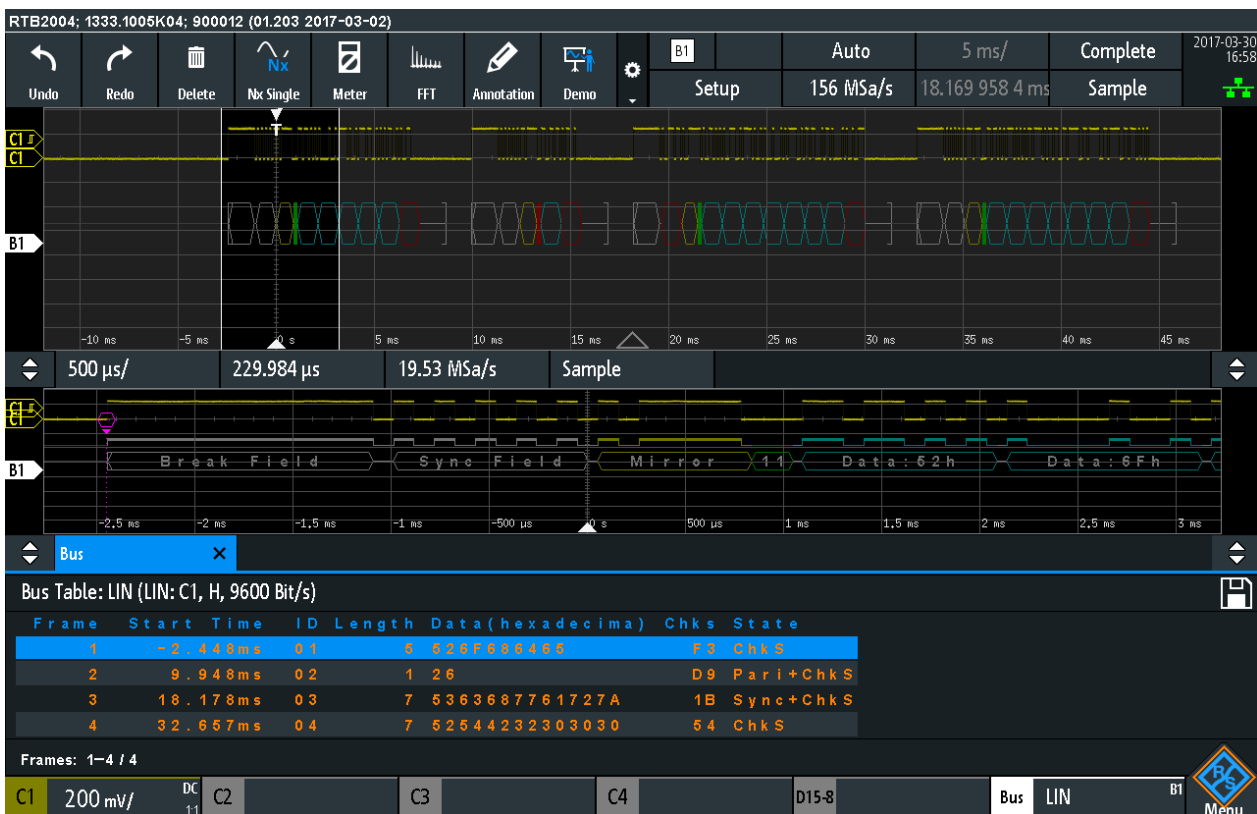 RTB2004; 1333.1005K04; 900012 (01.203 2017-03-02)
B1 Auto 5 ms/ Complete 2017-03-30
16:58
Undo Redo Delete Nx Single Meter FFT Annotation Demo Setup 156 MSa/s 18.169 958 4 ms Sample
Nx
C1
C1
T
B1
-10 ms -5 ms 0 s 5 ms 10 ms 15 ms 20 ms 25 ms 30 ms 35 ms 40 ms 45 ms
500 µs/ 229.984 µs 19.53 MSa/s Sample
B1 Break Field Sync Field Mirror 11 Data:52h Data:6Fh
-2.5 ms -2 ms -1.5 ms -1 ms -500 µs 0 s 500 µs 1 ms 1.5 ms 2 ms 2.5 ms 3 ms
Bus ×
Bus Table: LIN (LIN: C1, H, 9600 Bit/s)
Frame Start Time ID Length Data(hexadecima) Chks State
1 -2.448ms 01 5 526F686465 F3 ChkS
2 9.948ms 02 1 26 D9 Pari+ChkS
3 18.178ms 03 7 5363687761727A 1B Sync+ChkS
4 32.657ms 04 7 52544232303030 54 ChkS
Frames: 1-4 / 4
C1 200 mV/ DC 1:1 C2 C3 C4 D15-8 Bus LIN B1 R/S Menu